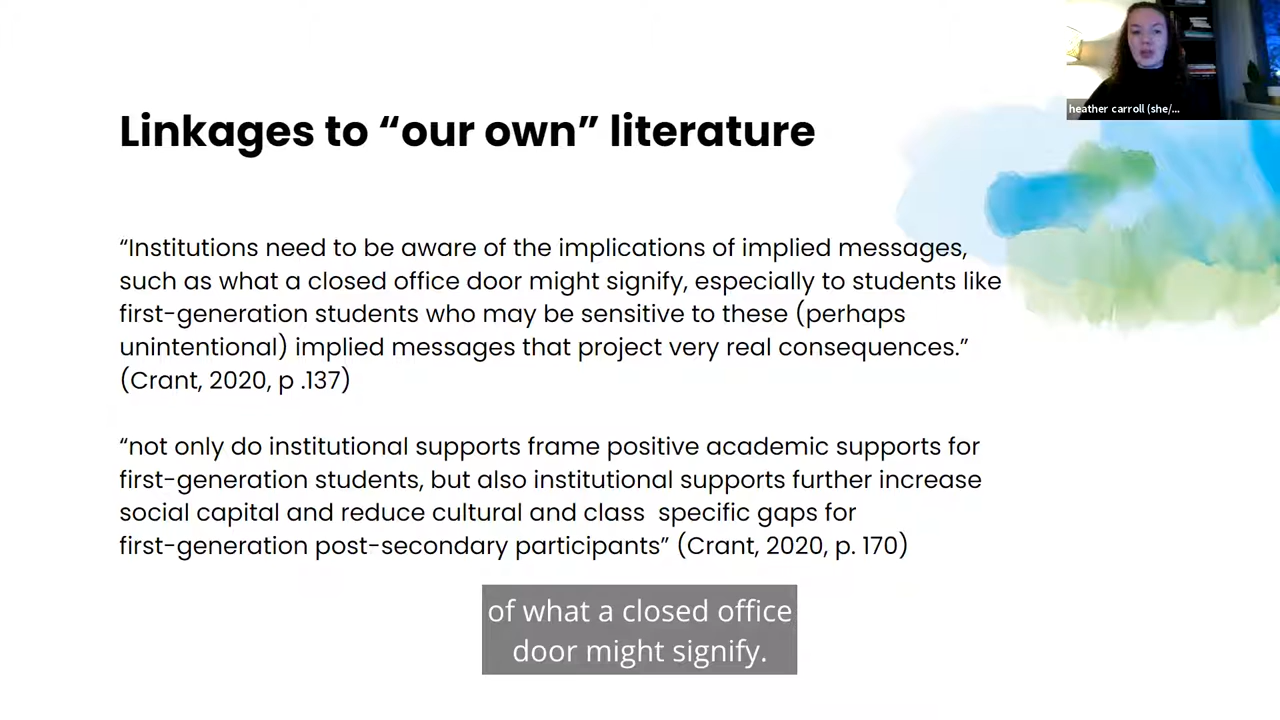 heather carroll (she/...
Linkages to “our own” literature
“Institutions need to be aware of the implications of implied messages,
such as what a closed office door might signify, especially to students like
first-generation students who may be sensitive to these (perhaps
unintentional) implied messages that project very real consequences.”
(Crant, 2020, p .137)
“not only do institutional supports frame positive academic supports for
first-generation students, but also institutional supports further increase
social capital and reduce cultural and class  specific gaps for
first-generation post-secondary participants” (Crant, 2020, p. 170)
of what a closed office
door might signify.